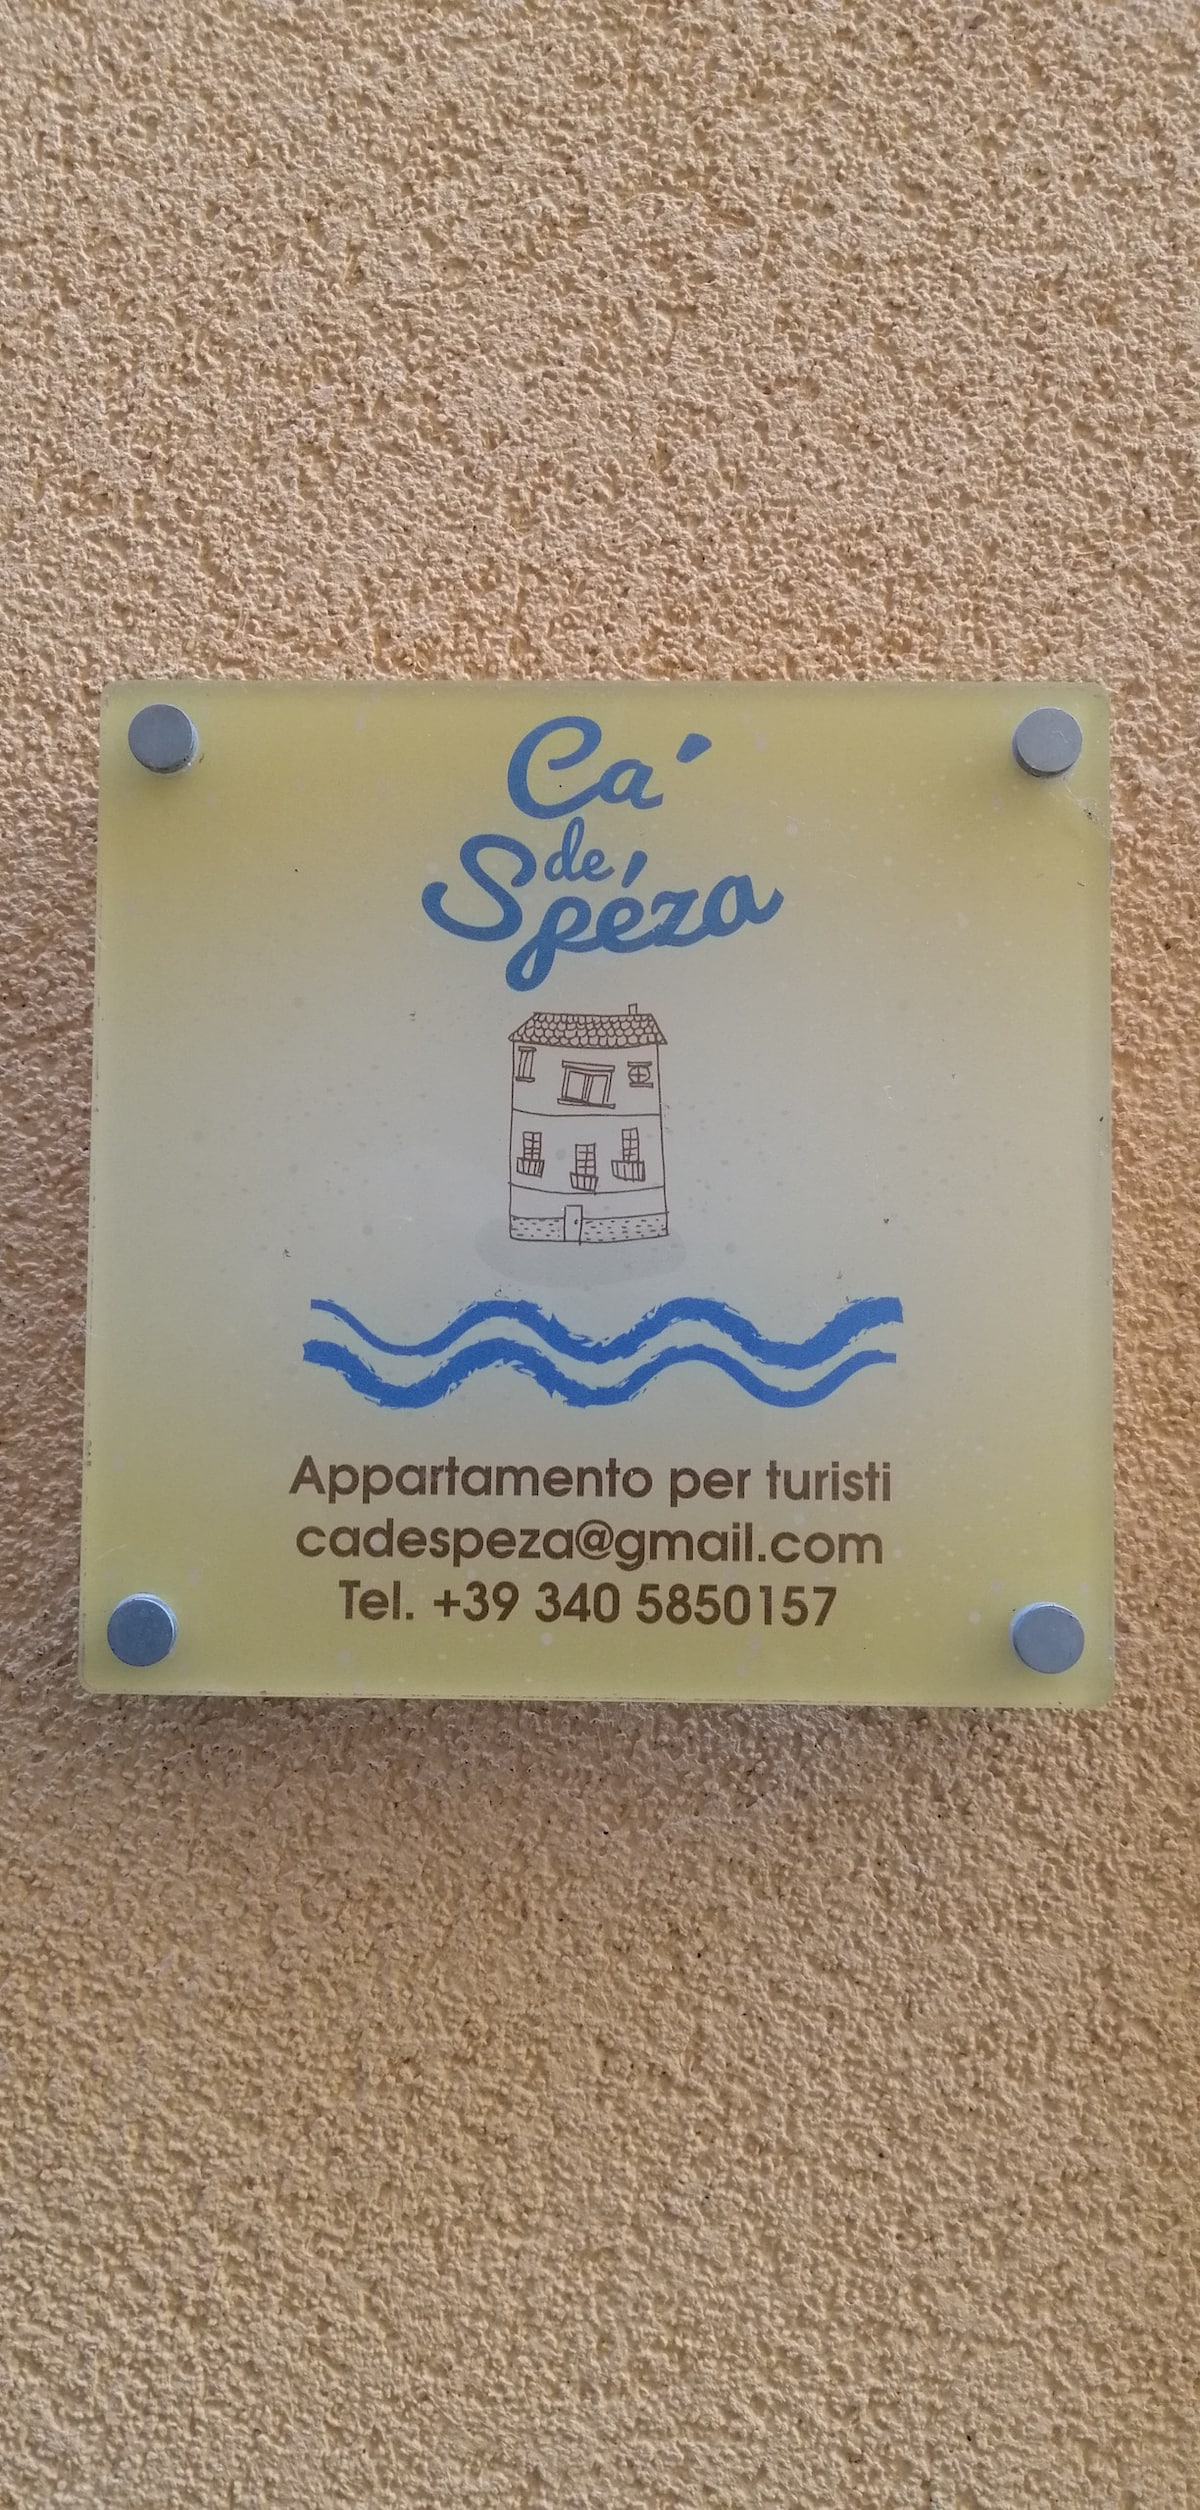 Ca'
de
Spéza
Appartamento per turisti
cadespeza@gmail.com
Tel. +39 340 5850157